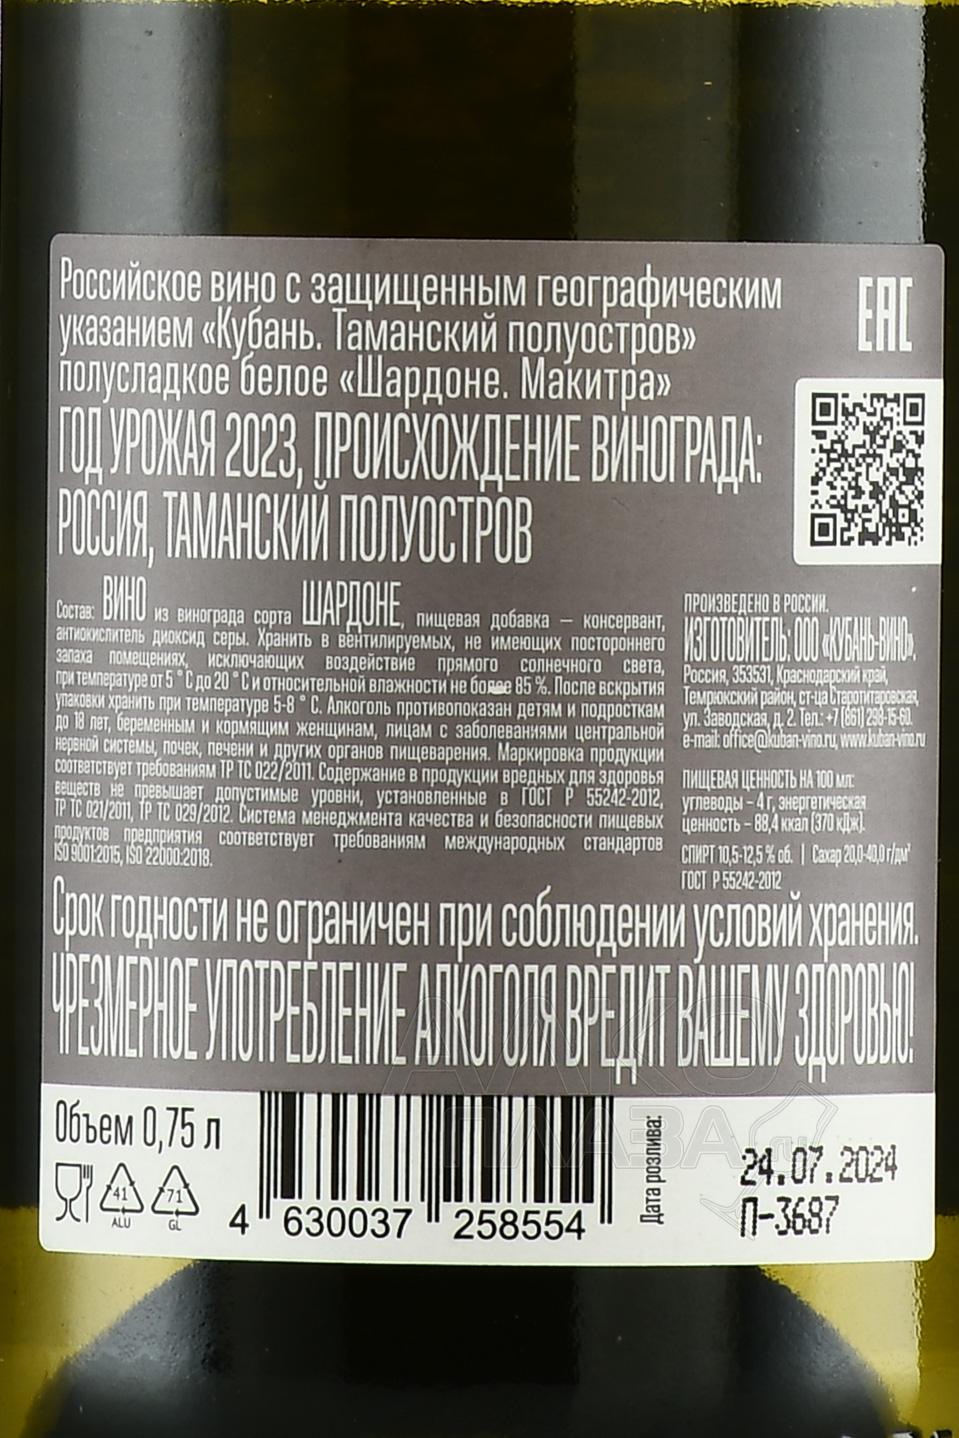 Российское вино с защищенным географическим
указанием «Кубань. Таманский полуостров»
полусладкое белое «Шардоне. Макитра»
ГОД УРОЖАЯ 2023, ПРОИСХОЖДЕНИЕ ВИНОГРАДА:
РОССИЯ, ТАМАНСКИЙ ПОЛУОСТРОВ
EAC
Состав: ВИНО из винограда сорта ШАРДОНЕ, пищевая добавка – консервант,
антиокислитель диоксид серы. Хранить в вентилируемых, не имеющих постороннего
запаха помещениях, исключающих воздействие прямого солнечного света,
при температуре от 5 °С до 20 °С и относительной влажности не более 85 %. После вскрытия
упаковки хранить при температуре 5-8 ° С. Алкоголь противопоказан детям и подросткам
до 18 лет, беременным и кормящим женщинам, лицам с заболеваниями центральной
нервной системы, почек, печени и других органов пищеварения. Маркировка продукции
соответствует требованиям ТР ТС 022/2011. Содержание в продукции вредных для здоровья
веществ не превышает допустимые уровни, установленные в ГОСТ Р 55242-2012,
ТР ТС 021/2011, ТР ТС 029/2012. Система менеджмента качества и безопасности пищевых
продуктов предприятия соответствует требованиям международных стандартов
ISO 9001:2015, ISO 22000:2018.
ПРОИЗВЕДЕНО В РОССИИ.
ИЗГОТОВИТЕЛЬ: ООО «КУБАНЬ-ВИНО».
Россия, 353531, Краснодарский край,
Темрюкский район, ст-ца Старотитаровская,
ул. Заводская, д. 2. Тел.: +7 (861) 298-15-60.
e-mail: office@kuban-vino.ru, www.kuban-vino.ru
ПИЩЕВАЯ ЦЕННОСТЬ НА 100 мл:
углеводы – 4 г, энергетическая
ценность – 88,4 ккал (370 кДж).
СПИРТ 10,5-12,5 % об. | Сахар 20,0-40,0 г/дм³
ГОСТ Р 55242-2012
Срок годности не ограничен при соблюдении условий хранения.
ЧРЕЗМЕРНОЕ УПОТРЕБЛЕНИЕ АЛКОГОЛЯ ВРЕДИТ ВАШЕМУ ЗДОРОВЬЮ!
Объем 0,75 л
41
ALU
71
GL
4 630037 258554
Дата розлива:
24.07.2024
П-3687
АЛКО
ПЛАЗА
.ru